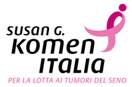 SUSAN G.
Komen
ITALIA
PER LA LOTTA AI TUMORI DEL SENO